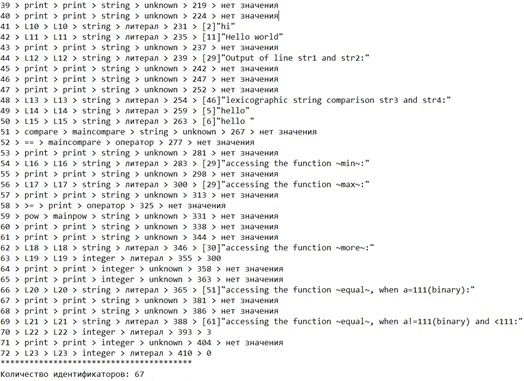 39 > print > print > string > unknown > 219 > нет значения
40 > print > print > string > unknown > 224 > нет значения
41 > L10 > L10 > string > литерал > 231 > [2]"hi"
42 > L11 > L11 > string > литерал > 235 > [11]"Hello world"
43 > print > print > string > unknown > 237 > нет значения
44 > L12 > L12 > string > литерал > 239 > [29]"Output of line str1 and str2:"
45 > print > print > string > unknown > 242 > нет значения
46 > print > print > string > unknown > 247 > нет значения
47 > print > print > string > unknown > 252 > нет значения
48 > L13 > L13 > string > литерал > 254 > [46]"lexicographic string comparison str3 and str4:"
49 > L14 > L14 > string > литерал > 259 > [5]"hello"
50 > L15 > L15 > string > литерал > 263 > [6]"hello "
51 > compare > maincompare > string > unknown > 267 > нет значения
52 > == > maincompare > оператор > 277 > нет значения
53 > print > print > string > unknown > 281 > нет значения
54 > L16 > L16 > string > литерал > 283 > [29]"accessing the function ~min~:"
55 > print > print > string > unknown > 298 > нет значения
56 > L17 > L17 > string > литерал > 300 > [29]"accessing the function ~max~:"
57 > print > print > string > unknown > 313 > нет значения
58 > >= > print > оператор > 325 > нет значения
59 > pow > mainpow > string > unknown > 331 > нет значения
60 > print > print > string > unknown > 338 > нет значения
61 > print > print > string > unknown > 344 > нет значения
62 > L18 > L18 > string > литерал > 346 > [30]"accessing the function ~more~:"
63 > L19 > L19 > integer > литерал > 355 > 300
64 > print > print > integer > unknown > 358 > нет значения
65 > print > print > integer > unknown > 363 > нет значения
66 > L20 > L20 > string > литерал > 365 > [51]"accessing the function ~equal~, when a=111(binary):"
67 > print > print > string > unknown > 381 > нет значения
68 > print > print > string > unknown > 386 > нет значения
69 > L21 > L21 > string > литерал > 388 > [61]"accessing the function ~equal~, when a!=111(binary) and <111:"
70 > L22 > L22 > integer > литерал > 393 > 3
71 > print > print > integer > unknown > 404 > нет значения
72 > L23 > L23 > integer > литерал > 410 > 0
****************************************
Количество идентификаторов: 67